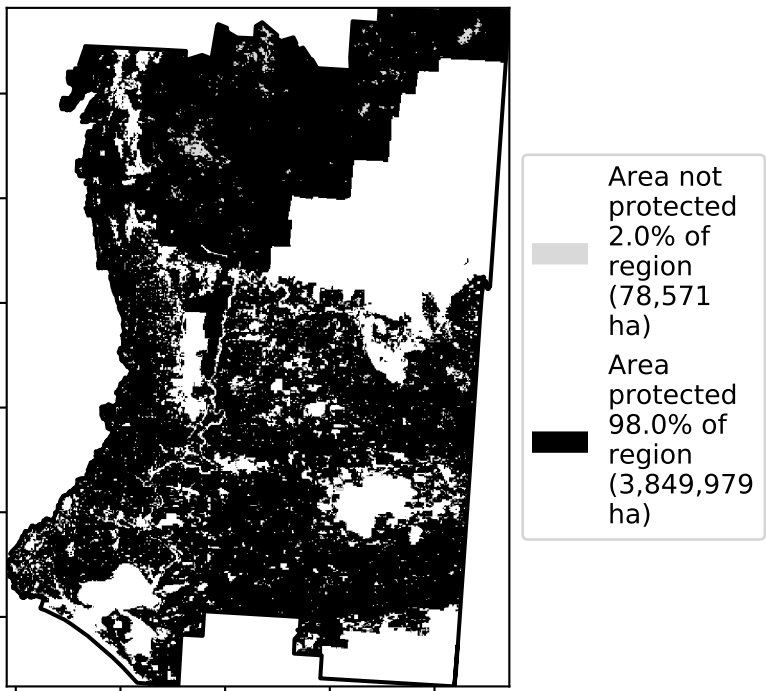 Area not
protected
2.0% of
region
(78,571
ha)
Area
protected
98.0% of
region
(3,849,979
ha)